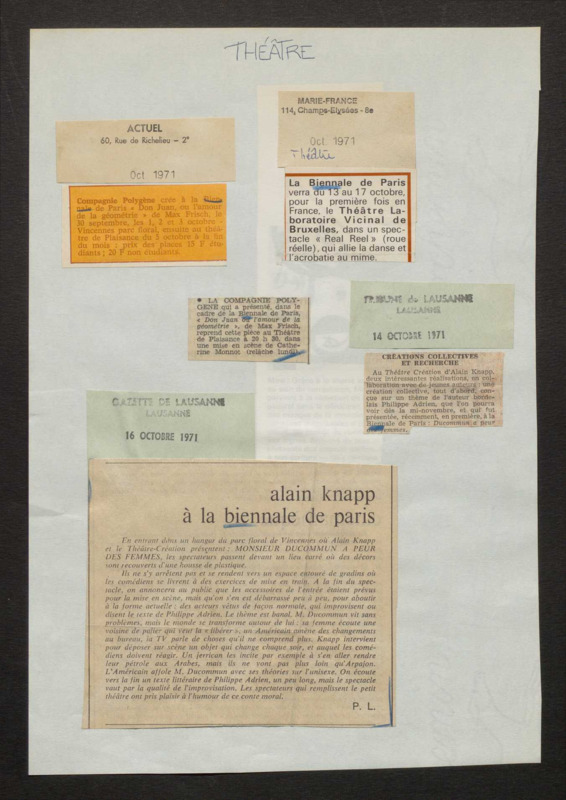 THÉÂTRE
ACTUEL
60, Rue de Richelieu – 2e
Oct 1971
Compagnie Polygène crée à la Bien-
nale de Paris « Don Juan, ou l'amour
de la géométrie » de Max Frisch, le
30 septembre, les 1, 2 et 3 octobre -
Vincennes parc floral, ensuite au théâ-
tre de Plaisance du 5 octobre à la fin
du mois ; prix des places 15 F étu-
diants ; 20 F non étudiants.
MARIE-FRANCE
114, Champs-Elysées - 8e
Oct 1971
Théâtre
La Biennale de Paris
verra du 13 au 17 octobre,
pour la première fois en
France, le Théâtre La-
boratoire Vicinal de
Bruxelles, dans un spec-
tacle « Real Reel » (roue
réelle), qui allie la danse et
l'acrobatie au mime.
• LA COMPAGNIE POLY-
GENE qui a présenté, dans le
cadre de la Biennale de Paris,
« Don Juan ou l'amour de la
géométrie », de Max Frisch,
reprend cette pièce au Théâtre
de Plaisance à 20 h 30, dans
une mise en scène de Cathe-
rine Monnot (relâche lundi).
TRIBUNE de LAUSANNE
LAUSANNE
14 OCTOBRE 1971
CRÉATIONS COLLECTIVES
ET RECHERCHE
Au Théâtre Création d'Alain Knapp,
deux intéressantes réalisations, en col-
laboration avec de jeunes auteurs : une
création collective, tout d'abord, con-
çue sur un thème de l'auteur
Philippe Adrien, que l'on pourra
voir dès la mi-novembre, et qui fut
présentée, récemment, en première, à la
Biennale de Paris : Ducommun a peur
des femmes.
GAZETTE DE LAUSANNE
LAUSANNE
16 OCTOBRE 1971
alain knapp
à la biennale de paris
En entrant dans un hangar du parc floral de Vincennes où Alain Knapp
et le Théâtre-Création présentent : MONSIEUR DUCOMMUN A PEUR
DES FEMMES, les spectateurs passent devant un lieu carré où des décors
sont recouverts d'une housse de plastique.
Ils ne s'y arrêtent pas et se rendent vers un espace entouré de gradins où
les comédiens se livrent à des exercices de mise en train. A la fin du spec-
tacle, on annoncera au public que les accessoires de l'entrée étaient prévus
pour la mise en scène, mais qu'on s'en est débarrassé peu à peu, pour aboutir
à la forme actuelle : des acteurs vêtus de façon normale, qui improvisent ou
disent le texte de Philippe Adrien. Le thème est banal. M. Ducommun vit sans
problèmes, mais le monde se transforme autour de lui : sa femme écoute une
voisine de palier qui veut la « libérer », un Américain amène des changements
au bureau, la TV parle de choses qu'il ne comprend plus. Knapp intervient
pour déposer sur scène un objet qui change chaque soir, et auquel les comé-
diens doivent réagir. Un jerrican les incite par exemple à s'en aller rendre
leur pétrole aux Arabes, mais ils ne vont pas plus loin qu'Arpajon.
L'Américain affole M. Ducommun avec ses théories sur l'unisexe. On écoute
vers la fin un texte littéraire de Philippe Adrien, un peu long, mais le spectacle
vaut par la qualité de l'improvisation. Les spectateurs qui remplissent le petit
théâtre ont pris plaisir à l'humour de ce conte moral.
P. L.